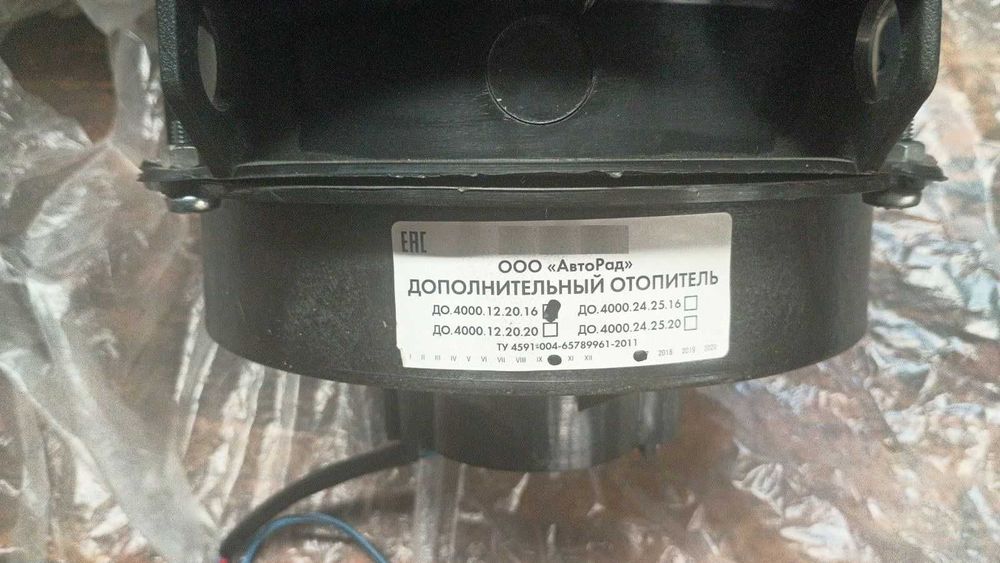 EAC
ООО «АвтоРад»
ДОПОЛНИТЕЛЬНЫЙ ОТОПИТЕЛЬ
ДО.4000.12.20.16 ДО.4000.24.25.16
ДО.4000.12.20.20 ДО.4000.24.25.20
ТУ 4591-004-65789961-2011
I II III IV V VI VII VIII IX XI XII 2018 2019 2020